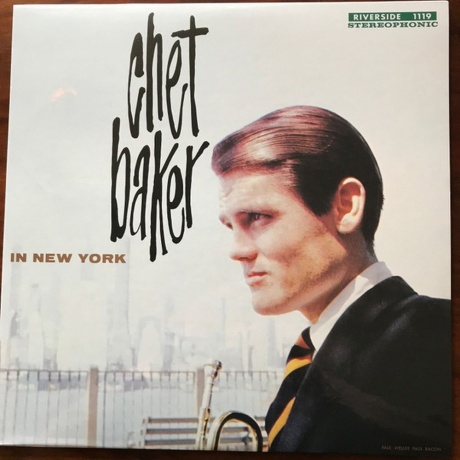 RIVERSIDE 1119
STEREOPHONIC
chet
baker
IN NEW YORK